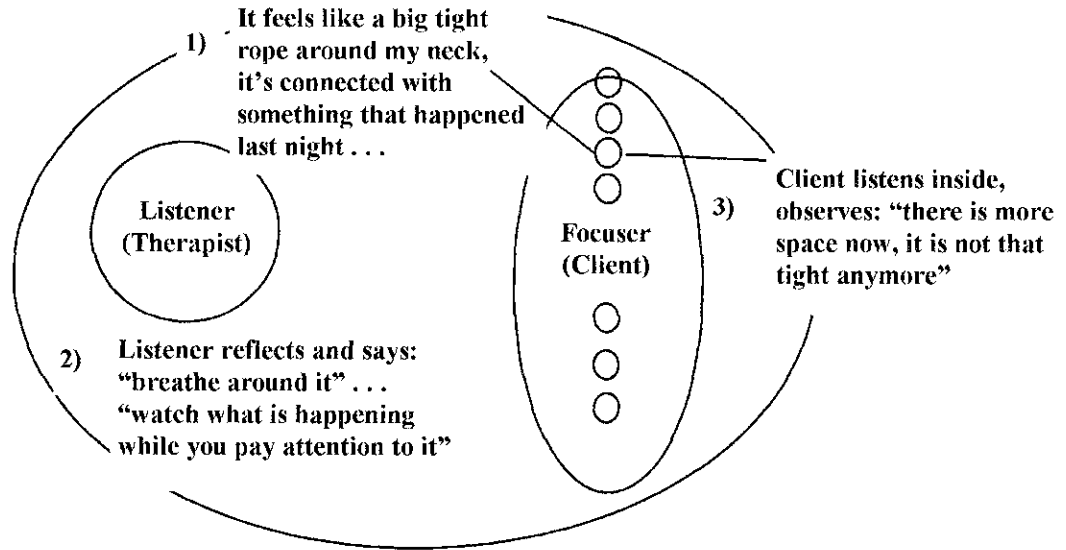 1)
It feels like a big tight
rope around my neck,
it's connected with
something that happened
last night . . .
Listener
(Therapist)
Focuser
(Client)
2)
Listener reflects and says:
“breathe around it” . . .
“watch what is happening
while you pay attention to it”
3)
Client listens inside,
observes: “there is more
space now, it is not that
tight anymore”